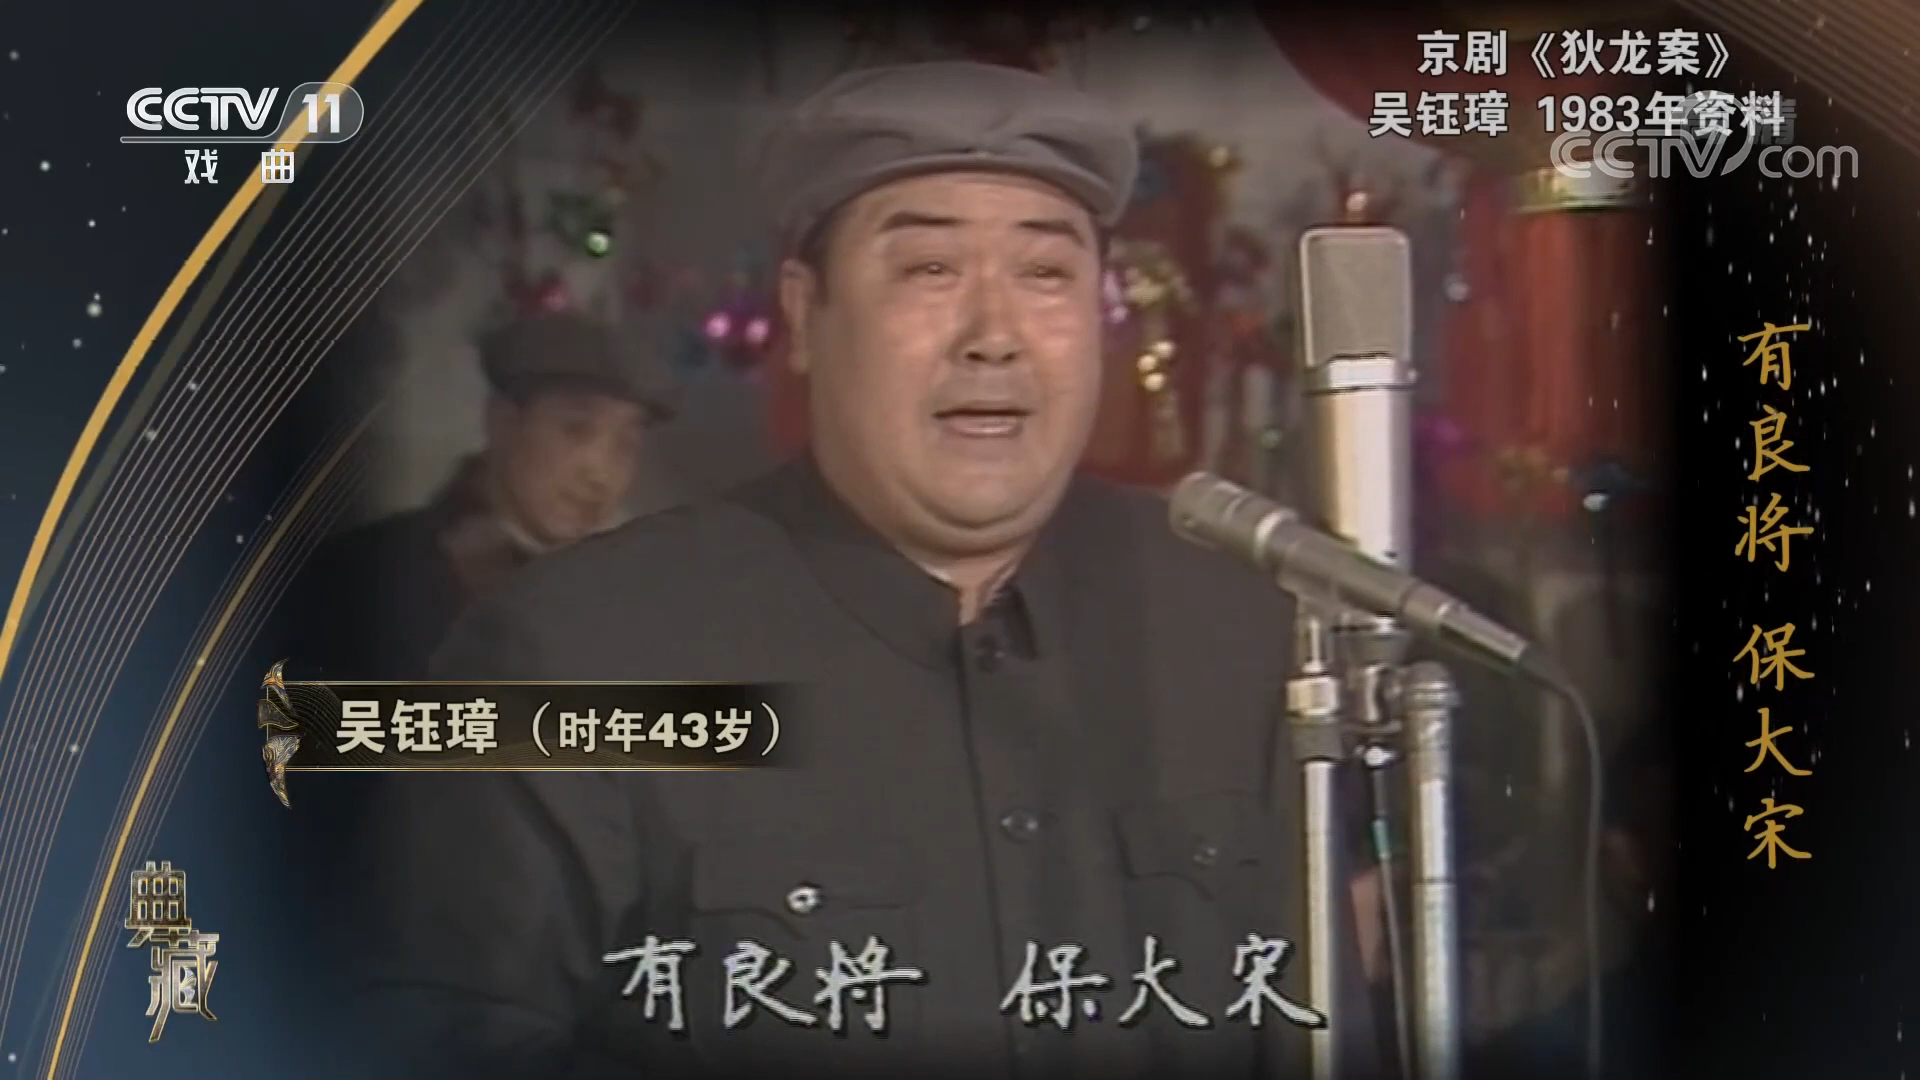 CCTV 11
戏 曲
京剧《狄龙案》
吴钰璋 1983年资料
CCTV com
有良将 保大宋
吴钰璋（时年43岁）
典藏
有良将 保大宋